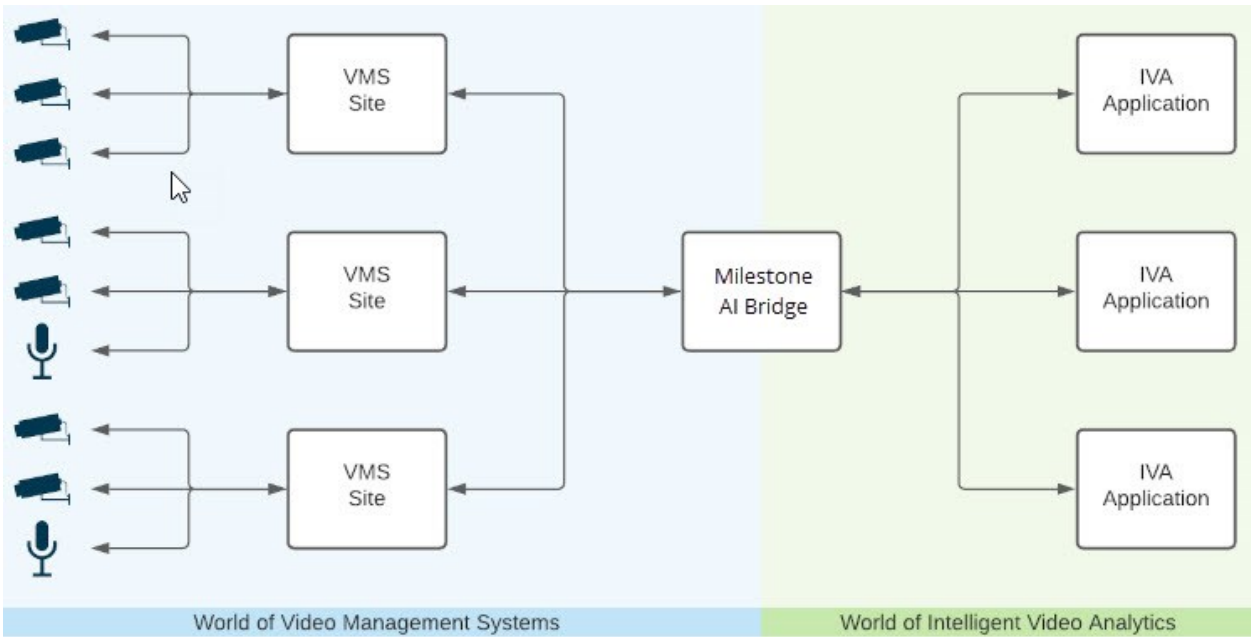 VMS
Site
IVA
Application
VMS
Site
Milestone
AI Bridge
IVA
Application
VMS
Site
IVA
Application
World of Video Management Systems
World of Intelligent Video Analytics